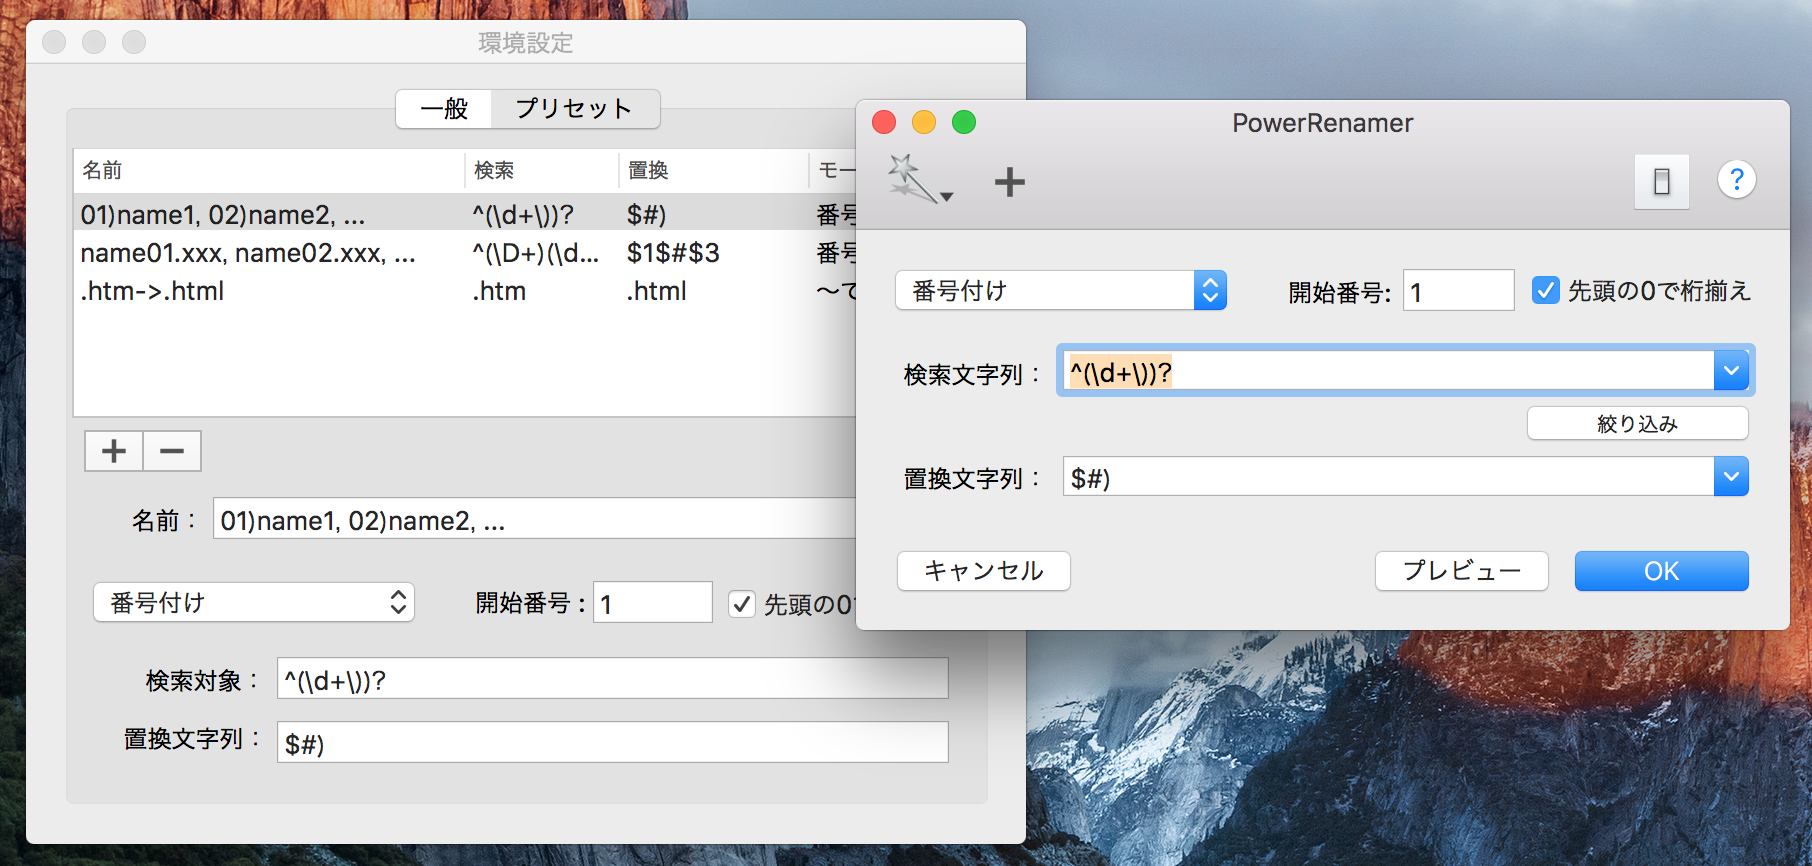 環境設定
一般 プリセット
名前 検索 置換 モー
01)name1, 02)name2, ... ^(\d+\))? $#) 番号
name01.xxx, name02.xxx, ... ^(\D+)(\d... $1$#$3 番号
.htm->.html .htm .html ～で
名前：
01)name1, 02)name2, ...
番号付け
開始番号： 1
先頭の0
検索対象： ^(\d+\))?
置換文字列： $#)
PowerRenamer
?
番号付け
開始番号: 1
先頭の0で桁揃え
検索文字列： ^(\d+\))?
絞り込み
置換文字列： $#)
キャンセル プレビュー OK